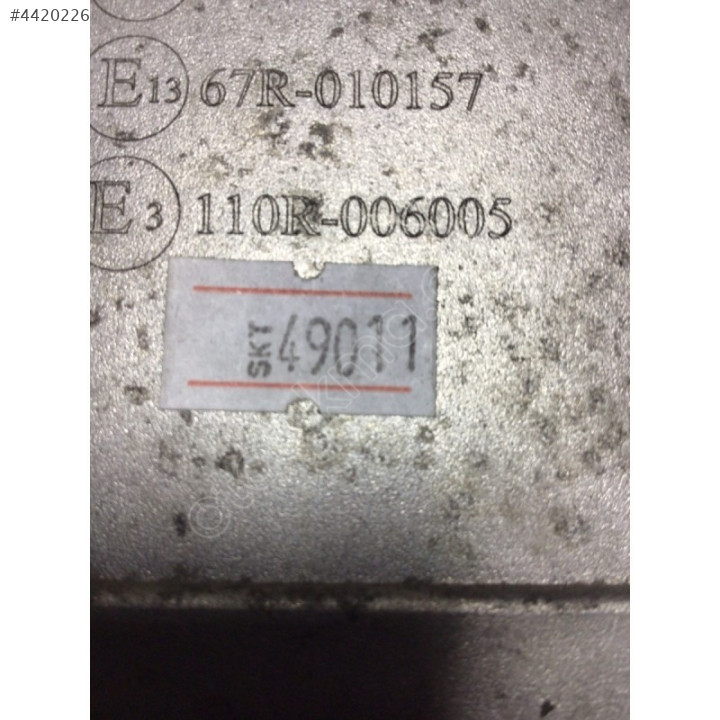 #4420226
E13 67R-010157
E3 110R-006005
SKT 49011